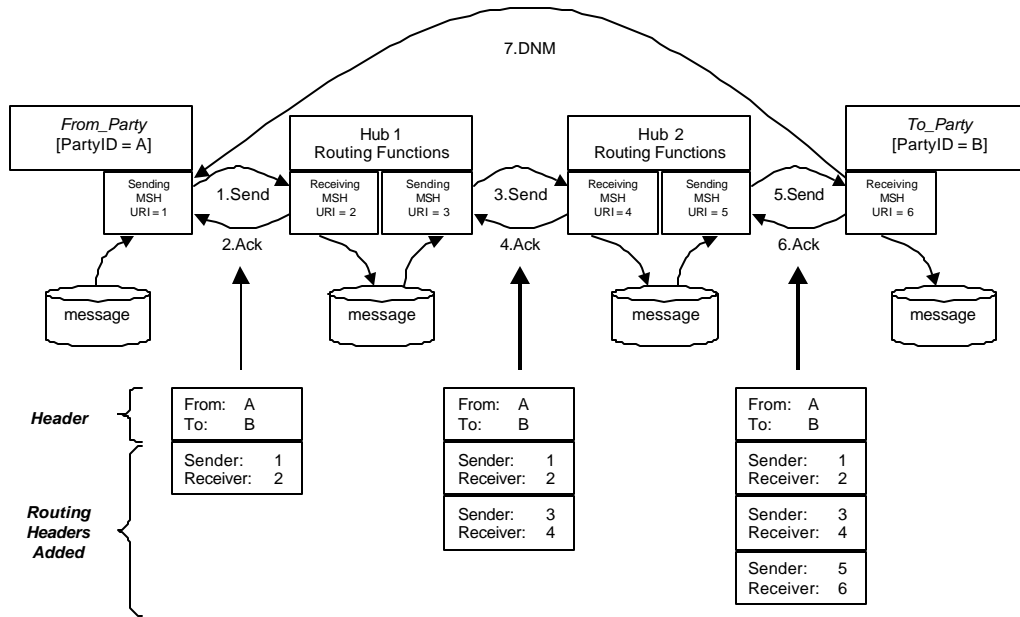 7.DNM
From_Party
[PartyID = A]
Hub 1
Routing Functions
Hub 2
Routing Functions
To_Party
[PartyID = B]
Sending
MSH
URI = 1
1.Send
2.Ack
Receiving
MSH
URI = 2
Sending
MSH
URI = 3
3.Send
4.Ack
Receiving
MSH
URI = 4
Sending
MSH
URI = 5
5.Send
6.Ack
Receiving
MSH
URI = 6
message
message
message
message
Header
From: A
To: B
From: A
To: B
From: A
To: B
Routing
Headers
Added
Sender: 1
Receiver: 2
Sender: 1
Receiver: 2
Sender: 3
Receiver: 4
Sender: 1
Receiver: 2
Sender: 3
Receiver: 4
Sender: 5
Receiver: 6